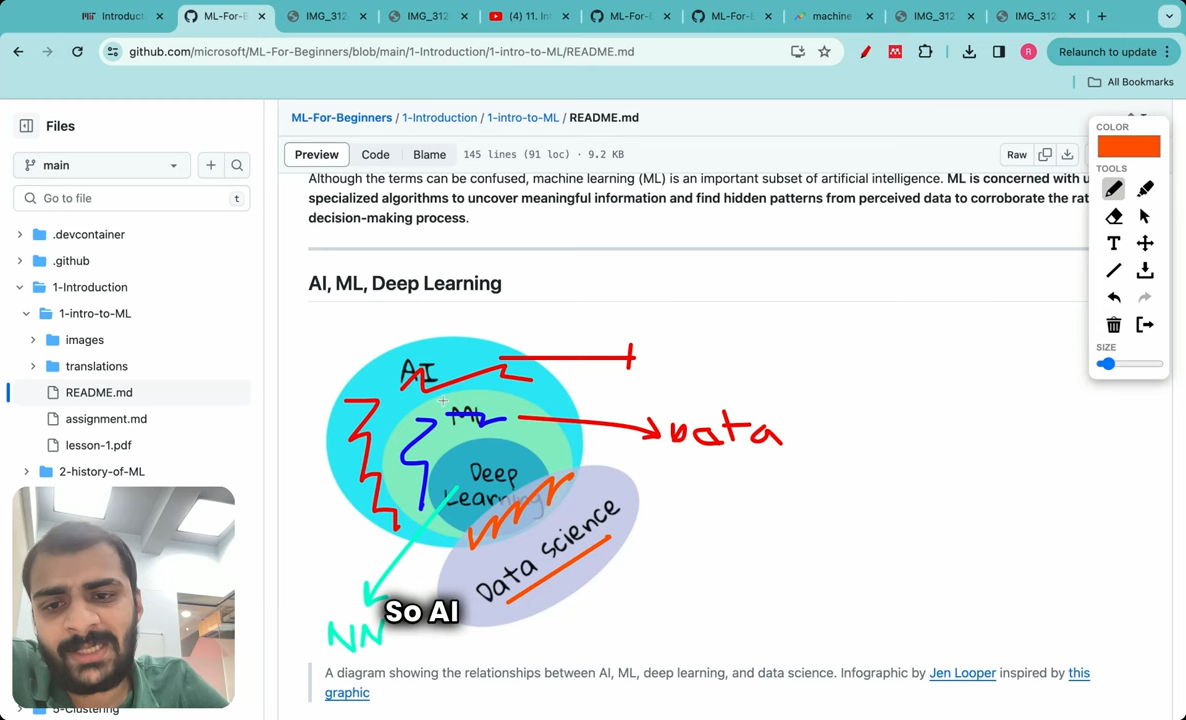 Introduct
ML-For-B
IMG_312
IMG_312
(4) 11. In
ML-For-B
ML-For-B
machine
IMG_312
IMG_312
github.com/microsoft/ML-For-Beginners/blob/main/1-Introduction/1-intro-to-ML/README.md
R
Relaunch to update
All Bookmarks
Files
main
Go to file
t
.devcontainer
.github
1-Introduction
1-intro-to-ML
images
translations
README.md
assignment.md
lesson-1.pdf
2-history-of-ML
5-Clustering
ML-For-Beginners / 1-Introduction / 1-intro-to-ML / README.md
Preview
Code
Blame
145 lines (91 loc) · 9.2 KB
Raw
Although the terms can be confused, machine learning (ML) is an important subset of artificial intelligence. ML is concerned with u
specialized algorithms to uncover meaningful information and find hidden patterns from perceived data to corroborate the rat
decision-making process.
AI, ML, Deep Learning
AI
ML
Deep
Learning
Data science
Data
NN
So AI
A diagram showing the relationships between AI, ML, deep learning, and data science. Infographic by Jen Looper inspired by this
graphic
COLOR
TOOLS
T
SIZE